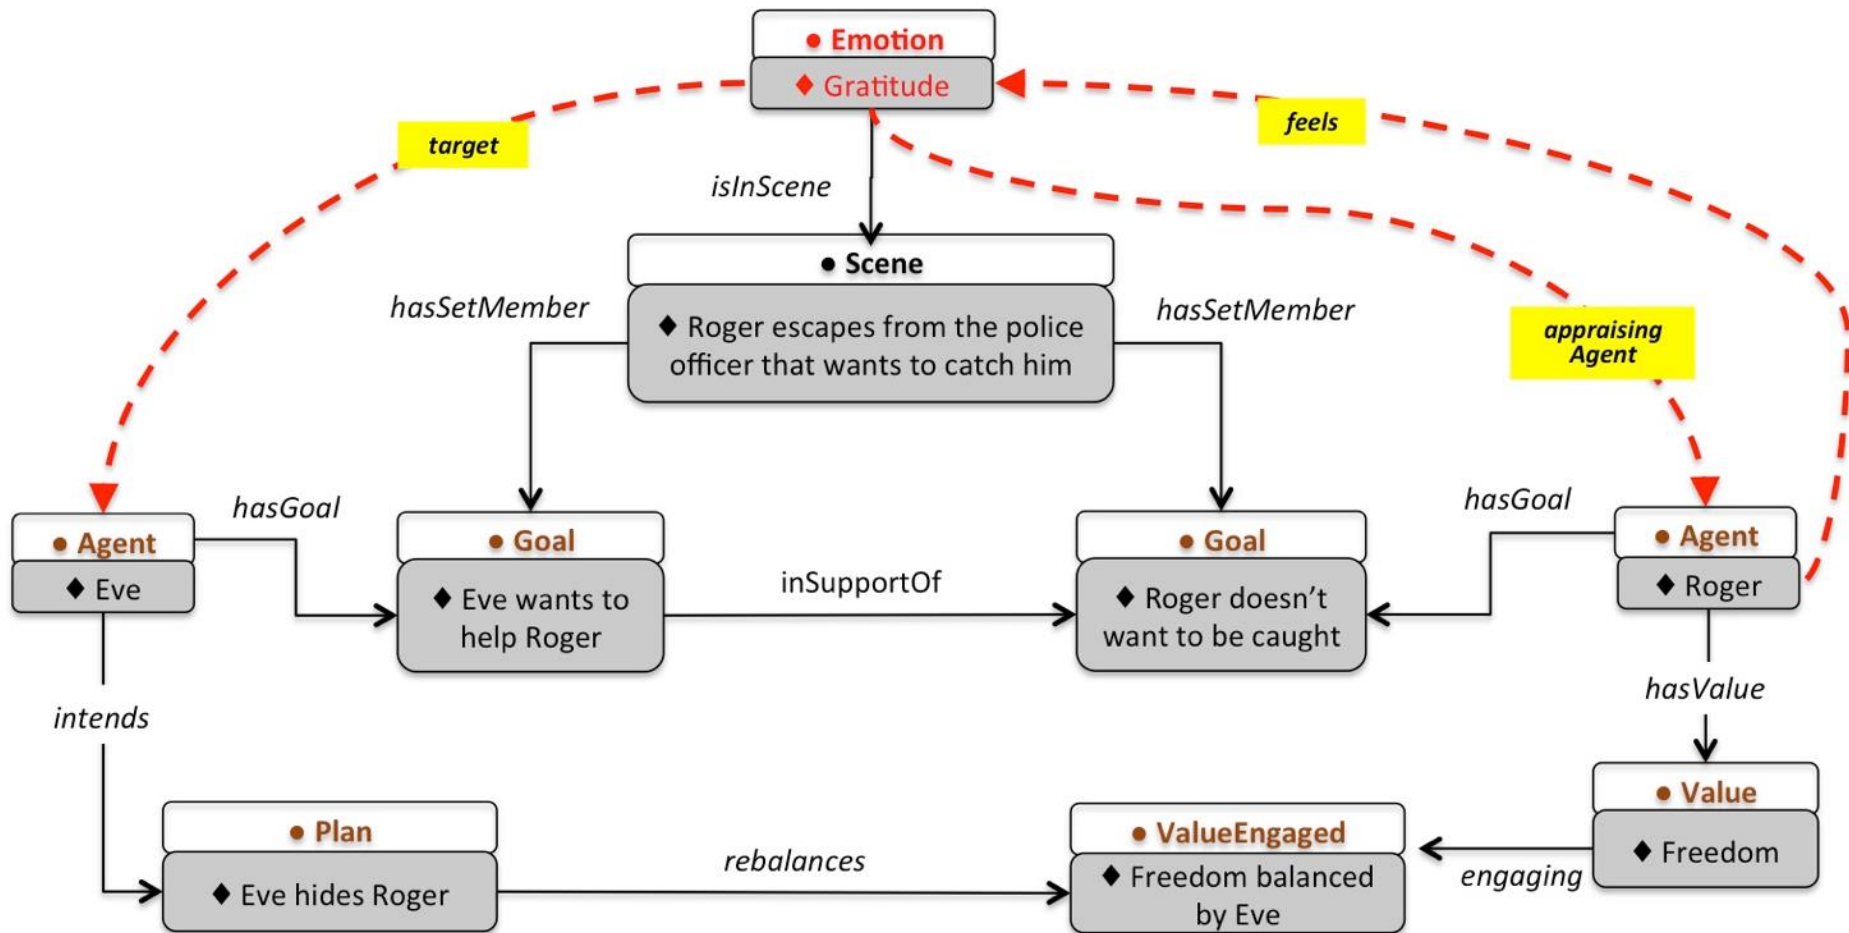 ● Emotion
♦ Gratitude
target
feels
isInScene
● Scene
hasSetMember
♦ Roger escapes from the police
officer that wants to catch him
hasSetMember
appraising
Agent
● Agent
♦ Eve
hasGoal
● Goal
♦ Eve wants to
help Roger
inSupportOf
● Goal
♦ Roger doesn't
want to be caught
hasGoal
● Agent
♦ Roger
intends
hasValue
● Plan
♦ Eve hides Roger
rebalances
● ValueEngaged
♦ Freedom balanced
by Eve
engaging
● Value
♦ Freedom